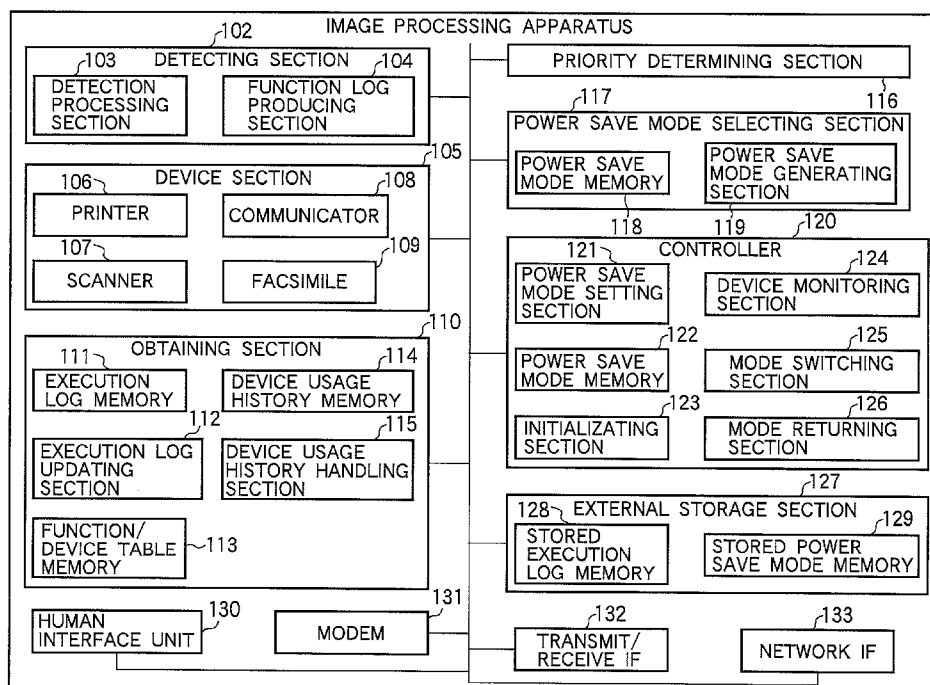 IMAGE PROCESSING APPARATUS
102
DETECTING SECTION
103
DETECTION
PROCESSING
SECTION
104
FUNCTION LOG
PRODUCING
SECTION
105
DEVICE SECTION
106
PRINTER
108
COMMUNICATOR
107
SCANNER
109
FACSIMILE
110
OBTAINING SECTION
111
EXECUTION
LOG MEMORY
114
DEVICE USAGE
HISTORY MEMORY
112
EXECUTION LOG
UPDATING
SECTION
115
DEVICE USAGE
HISTORY HANDLING
SECTION
FUNCTION/
DEVICE TABLE
MEMORY
113
HUMAN
INTERFACE UNIT
130
MODEM
131
PRIORITY DETERMINING SECTION
116
117
POWER SAVE MODE SELECTING SECTION
POWER SAVE
MODE MEMORY
118
POWER SAVE
MODE GENERATING
SECTION
119
120
CONTROLLER
121
POWER SAVE
MODE SETTING
SECTION
124
DEVICE MONITORING
SECTION
122
POWER SAVE
MODE MEMORY
125
MODE SWITCHING
SECTION
123
INITIALIZATING
SECTION
126
MODE RETURNING
SECTION
127
EXTERNAL STORAGE SECTION
128
STORED
EXECUTION
LOG MEMORY
129
STORED POWER
SAVE MODE MEMORY
132
TRANSMIT/
RECEIVE IF
133
NETWORK IF